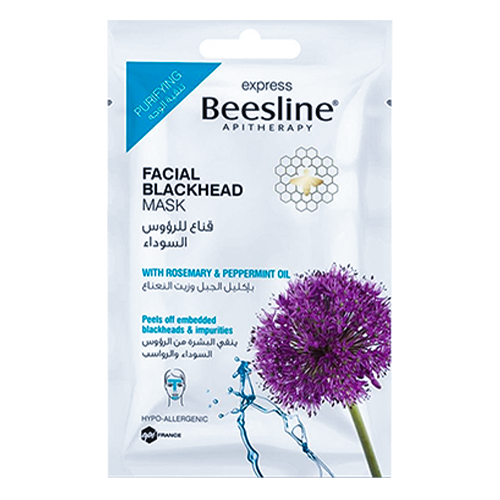 PURIFYING
تنقية الوجه
express
Beesline®
APITHERAPY
FACIAL
BLACKHEAD
MASK
قناع للرؤوس
السوداء
WITH ROSEMARY & PEPPERMINT OIL
بإكليل الجبل وزيت النعناع
Peels off embedded
blackheads & impurities
ينقي البشرة من الرؤوس
السوداء والرواسب
HYPO-ALLERGENIC
FRANCE